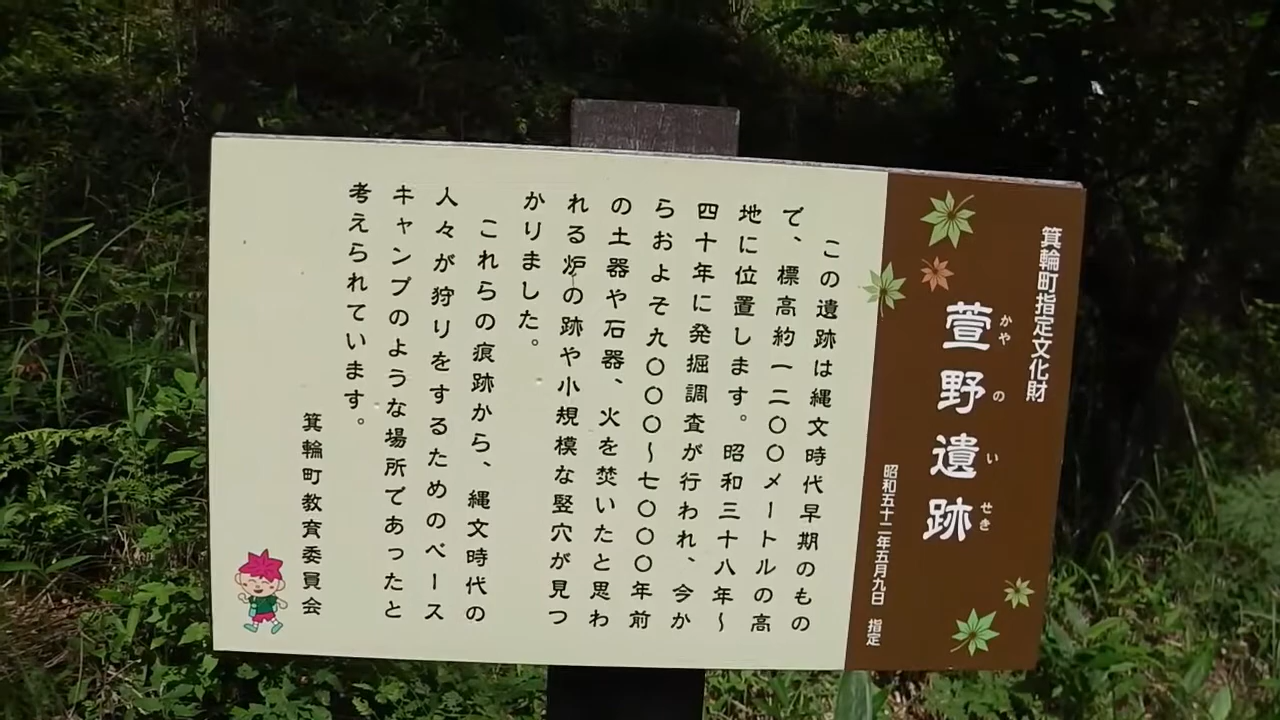 箕輪町指定文化財
萱野遺跡
かやのいせき
昭和五十二年五月九日 指定
この遺跡は縄文時代早期のもの
で、標高約一二〇〇メートルの高
地に位置します。昭和三十八年〜
四十年に発掘調査が行われ、今か
らおよそ九〇〇〇〜七〇〇〇年前
の土器や石器、火を焚いたと思わ
れる炉の跡や小規模な竪穴が見つ
かりました。
これらの痕跡から、縄文時代の
人々が狩りをするためのベース
キャンプのような場所であったと
考えられています。
箕輪町教育委員会